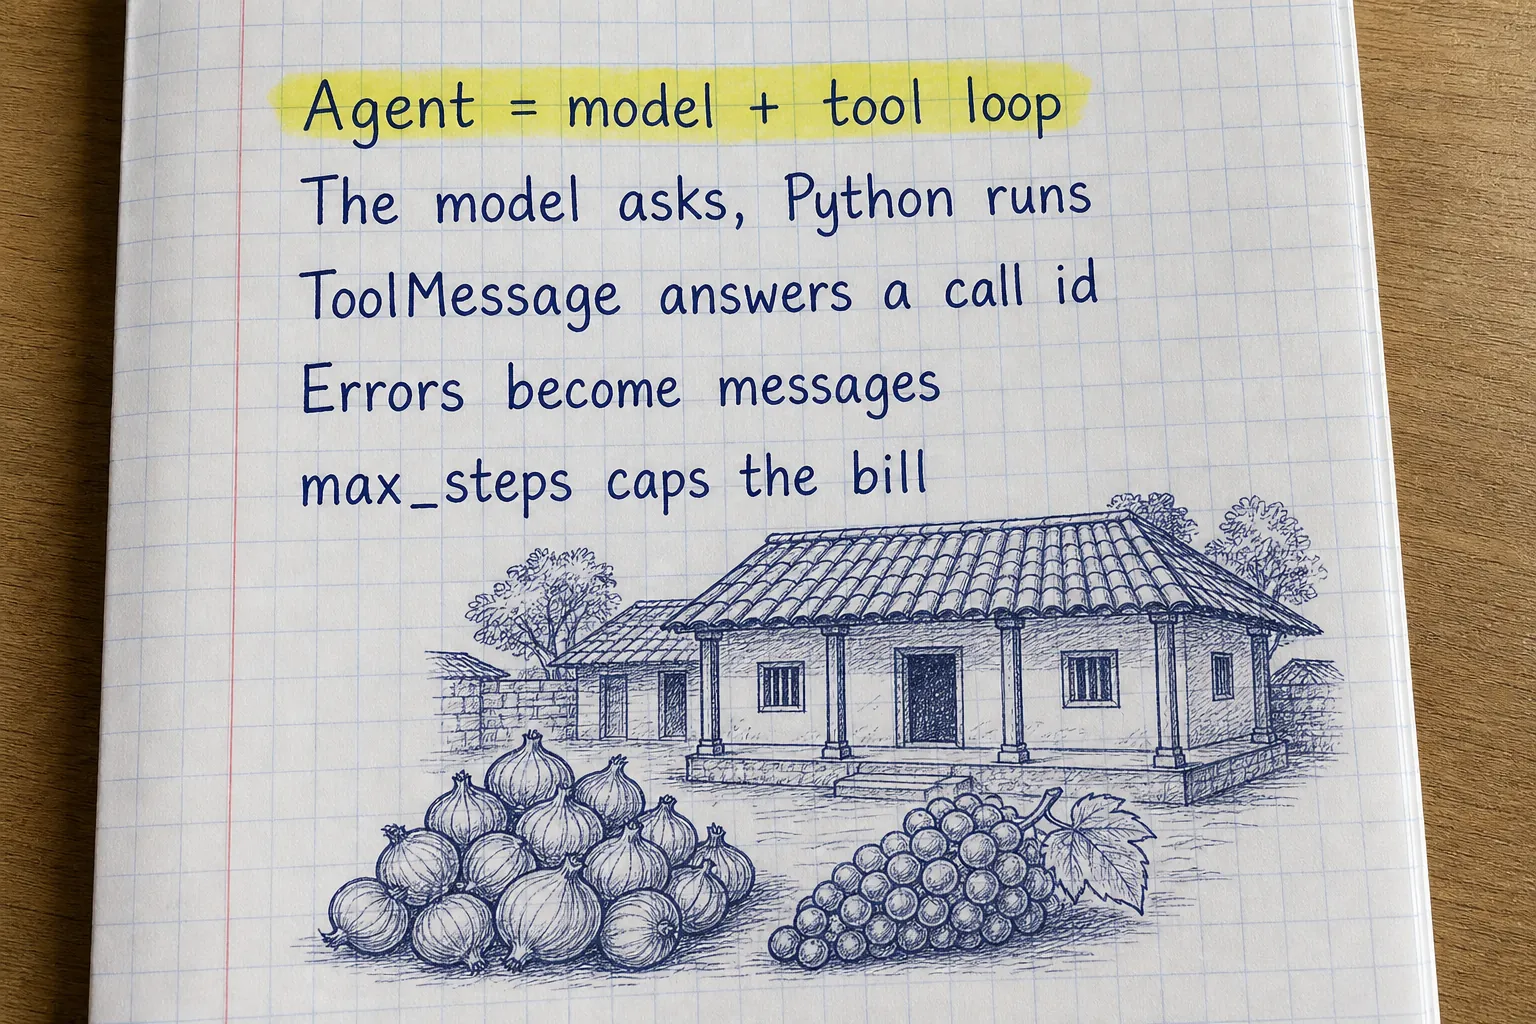 Agent = model + tool loop
The model asks, Python runs
ToolMessage answers a call id
Errors become messages
max_steps caps the bill